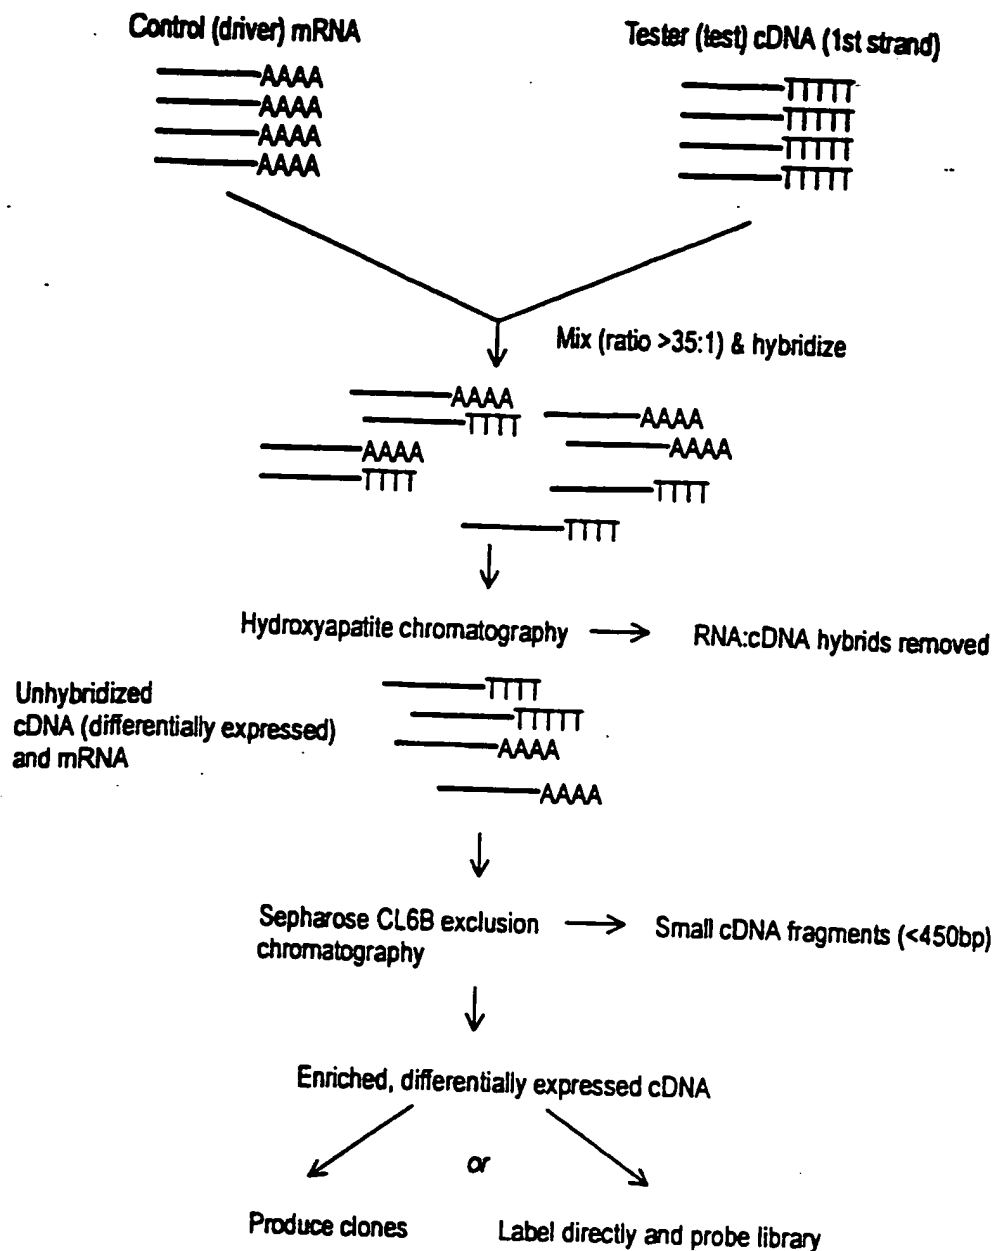 Control (driver) mRNA
Tester (test) cDNA (1st strand)
AAAA
AAAA
AAAA
AAAA
TTTTT
TTTTT
TTTTT
TTTTT
Mix (ratio >35:1) & hybridize
AAAA
TTTT
AAAA
AAAA
AAAA
TTTT
TTTT
TTTT
Hydroxyapatite chromatography
RNA:cDNA hybrids removed
Unhybridized
cDNA (differentially expressed)
and mRNA
TTTT
TTTTT
AAAA
AAAA
Sepharose CL6B exclusion
chromatography
Small cDNA fragments (<450bp)
Enriched, differentially expressed cDNA
or
Produce clones
Label directly and probe library